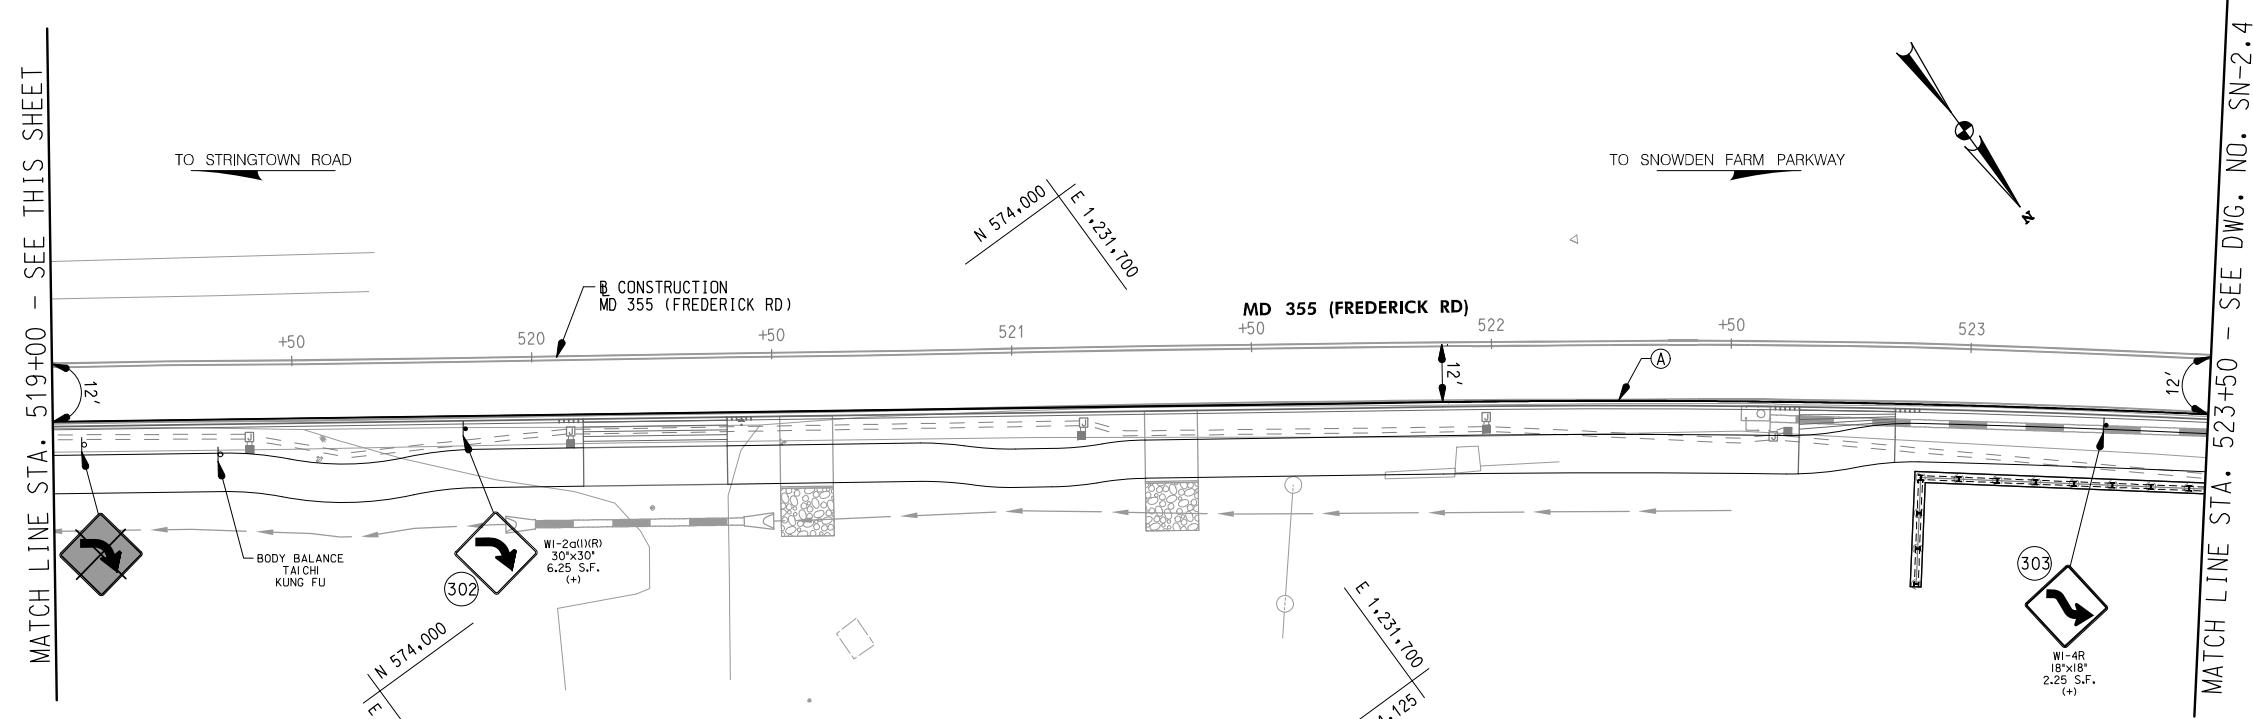 MATCH LINE STA. 519+00 - SEE THIS SHEET
TO STRINGTOWN ROAD
TO SNOWDEN FARM PARKWAY
N
MATCH LINE STA. 523+50 - SEE DWG. NO. SN-2.4
N 574,000
E 1,231,700
B CONSTRUCTION
MD 355 (FREDERICK RD)
MD 355 (FREDERICK RD)
+50
520
+50
521
+50
522
+50
523
12'
12'
A
12'
BODY BALANCE
TAI CHI
KUNG FU
302
W1-2a(1)(R)
30"x30"
6.25 S.F.
(+)
303
W1-4R
18"x18"
2.25 S.F.
(+)
N 574,000
E
E 1,231,700